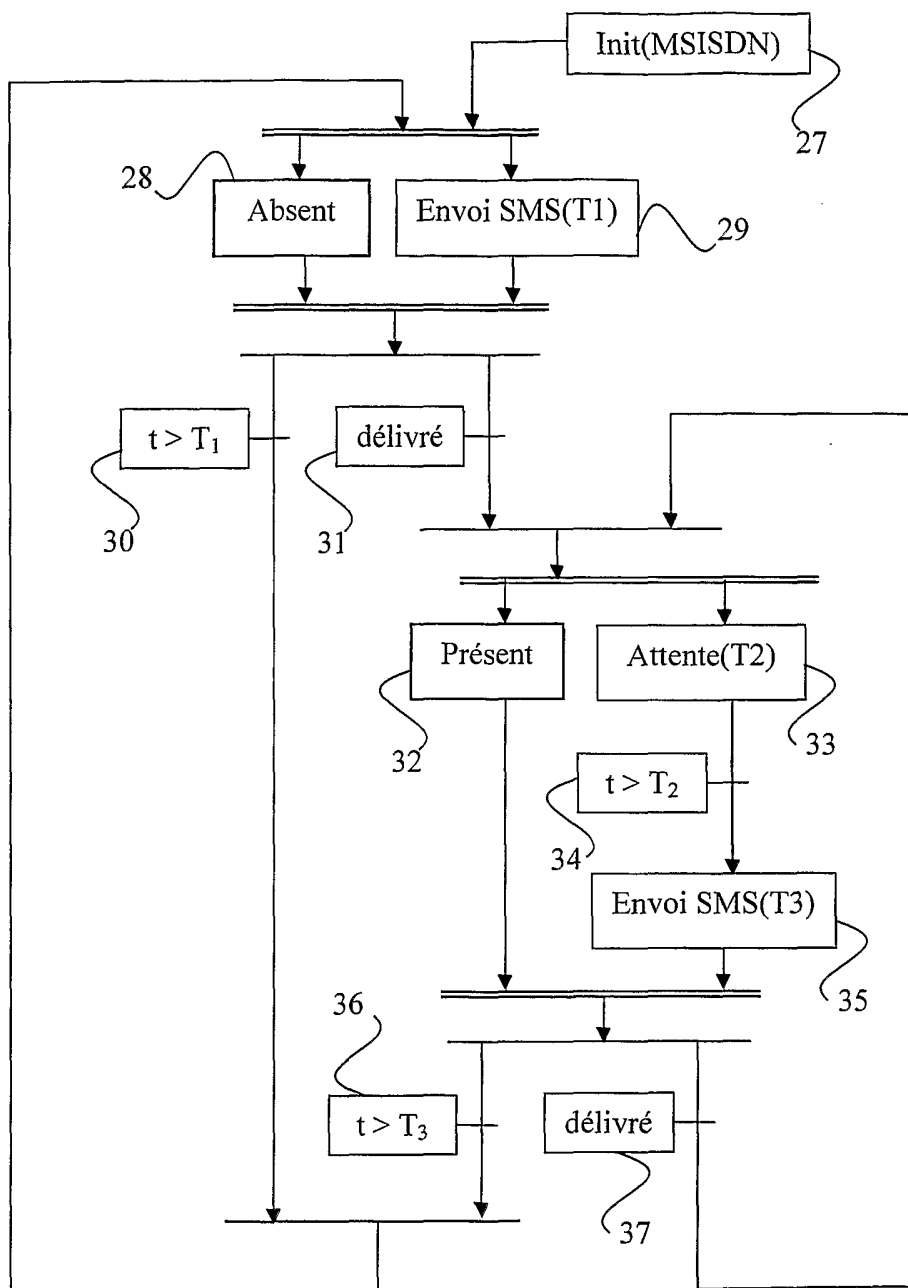 Init(MSISDN)
27
28
Absent
Envoi SMS(T1)
29
t > T₁
délivré
30
31
Présent
Attente(T2)
32
33
t > T₂
34
Envoi SMS(T3)
35
36
t > T₃
délivré
37